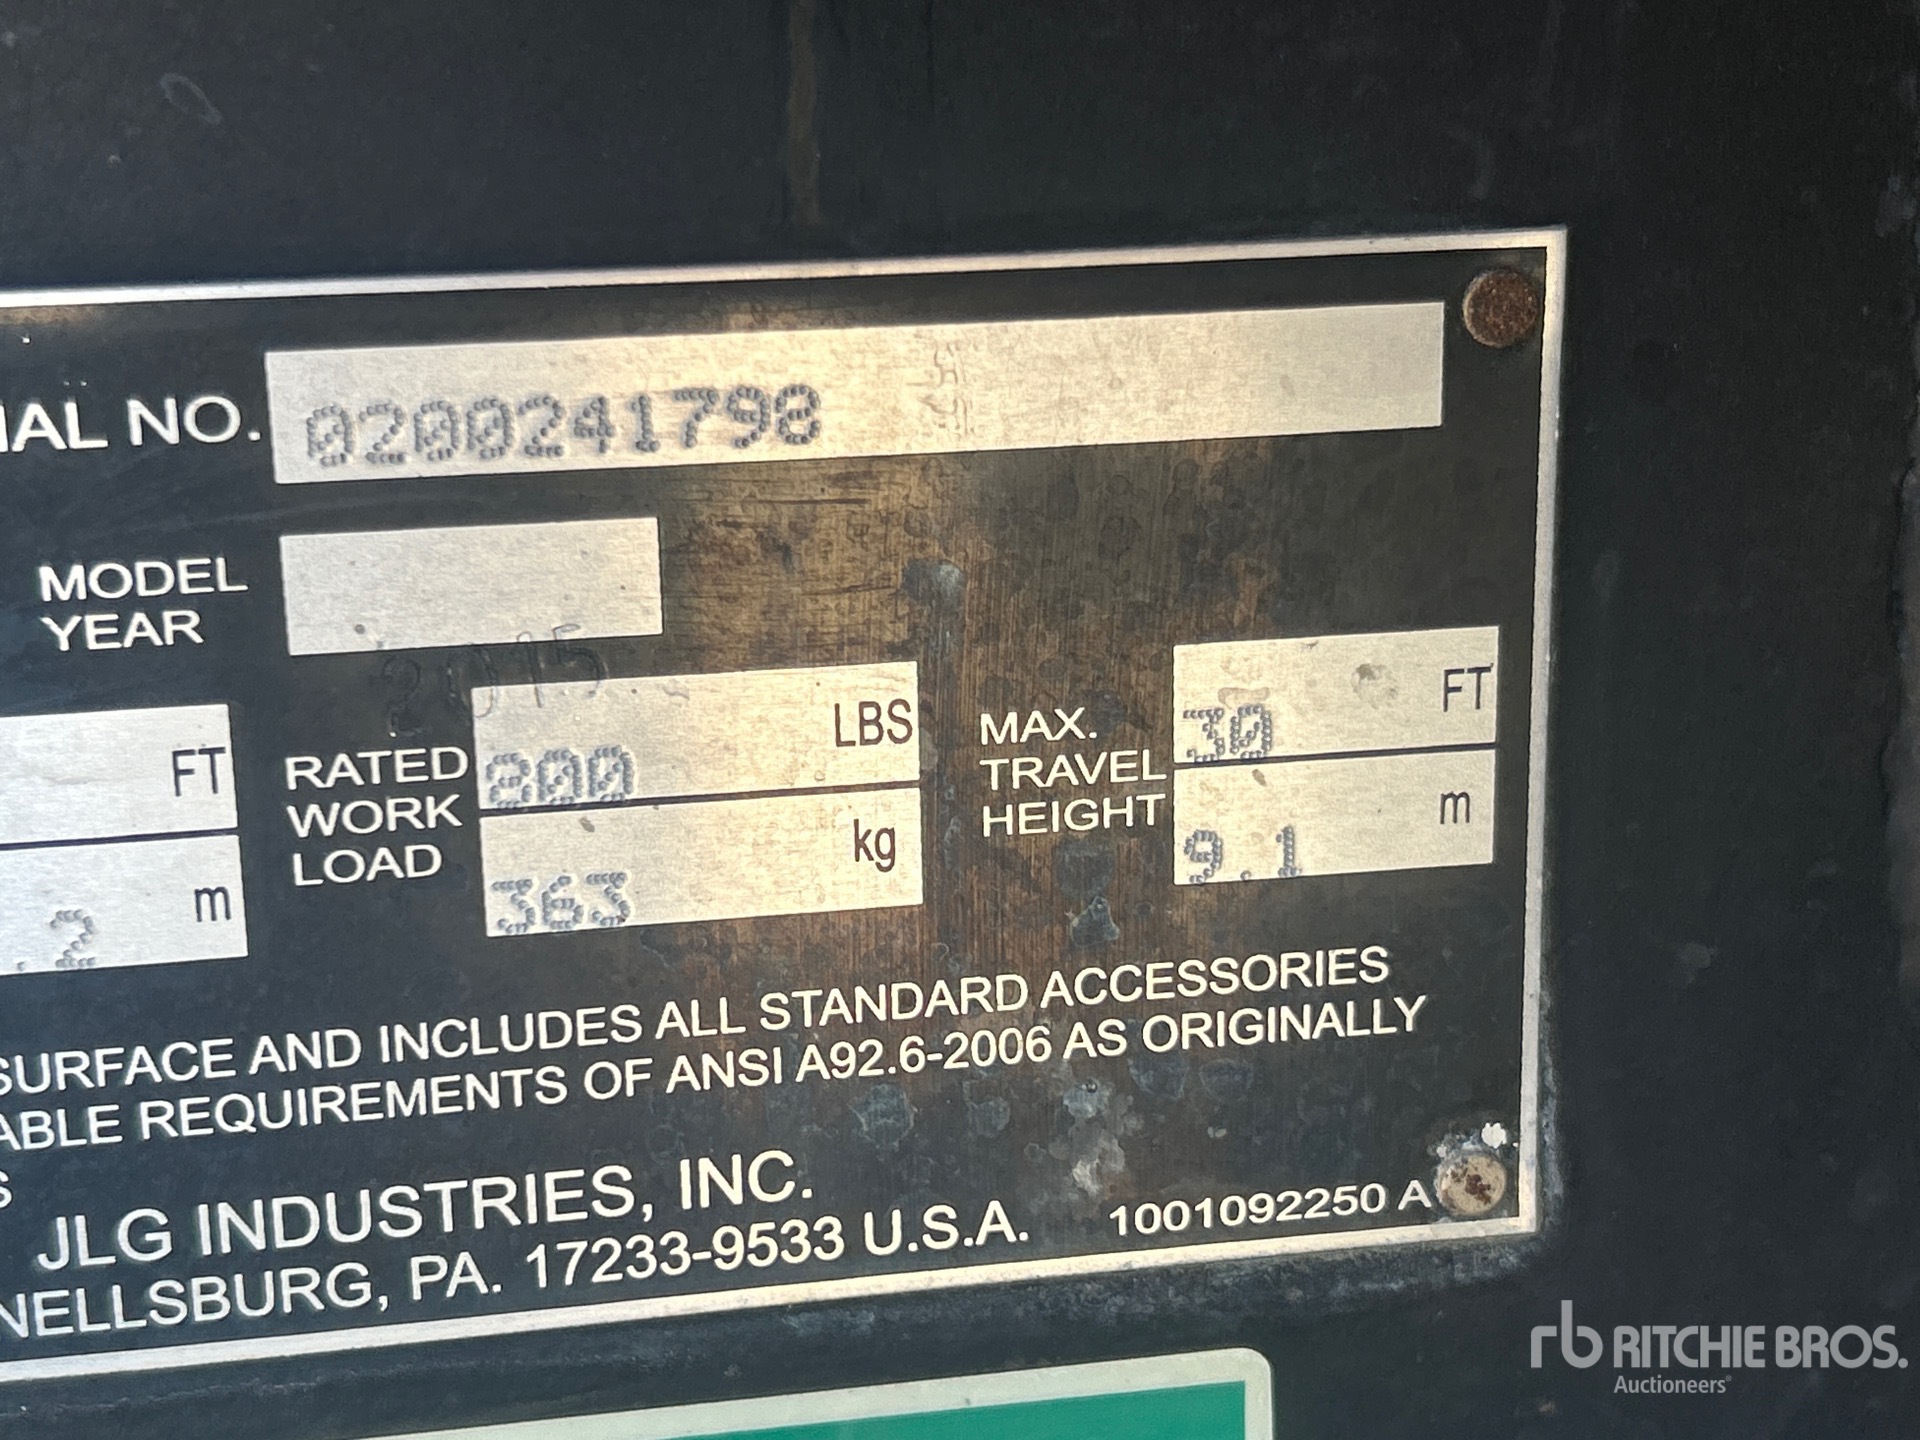 IAL NO. 0200241798
MODEL
YEAR
2015
FT
RATED
WORK
LOAD
800 LBS
MAX.
TRAVEL
HEIGHT
30 FT
.2 m
363 kg
9.1 m
SURFACE AND INCLUDES ALL STANDARD ACCESSORIES
ABLE REQUIREMENTS OF ANSI A92.6-2006 AS ORIGINALLY
S
JLG INDUSTRIES, INC.
NELLSBURG, PA. 17233-9533 U.S.A.
1001092250 A
rb RITCHIE BROS.
Auctioneers